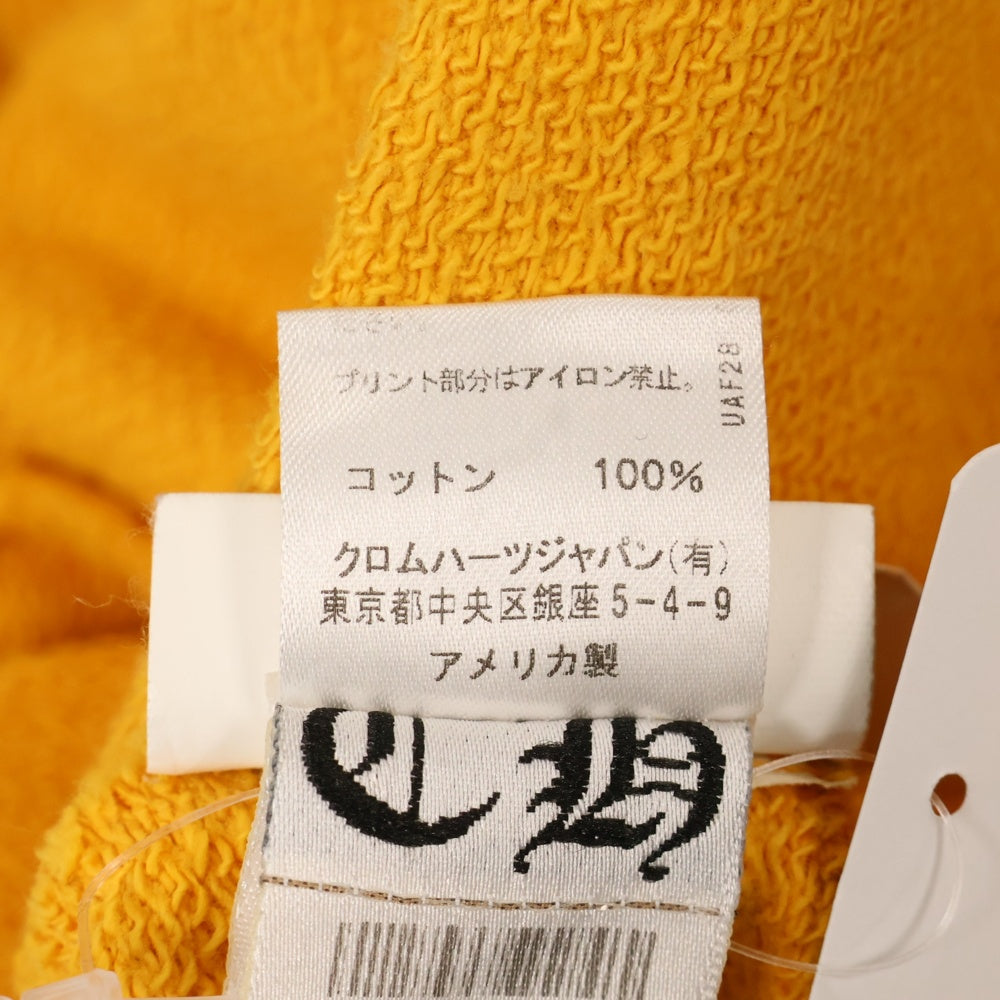 プリント部分はアイロン禁止。
UAF28
コットン 100%
クロムハーツジャパン(有)
東京都中央区銀座5-4-9
アメリカ製
CH